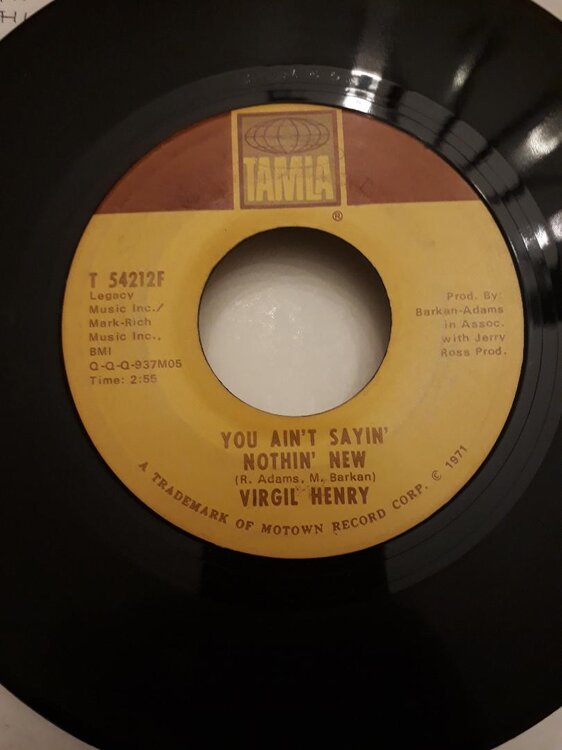 TAMLA
®
T 54212F
Legacy
Music Inc./
Mark-Rich
Music Inc.,
BMI
Q-Q-Q-937M05
Time: 2:55
Prod. By:
Barkan-Adams
in Assoc.
with Jerry
Ross Prod.
YOU AIN'T SAYIN'
NOTHIN' NEW
(R. Adams, M. Barkan)
VIRGIL HENRY
A TRADEMARK OF MOTOWN RECORD CORP. © 1971